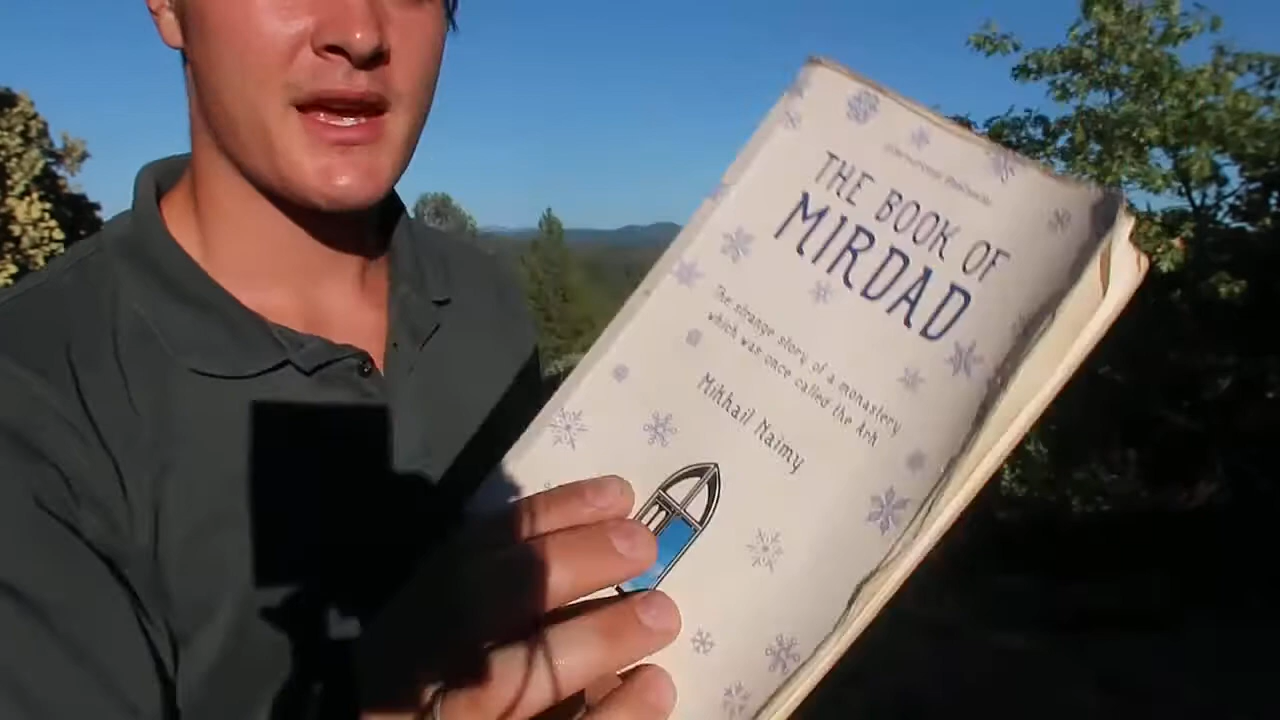 THE BOOK OF
MIRDAD
The strange story of a monastery
which was once called the Ark
Mikhail Naimy